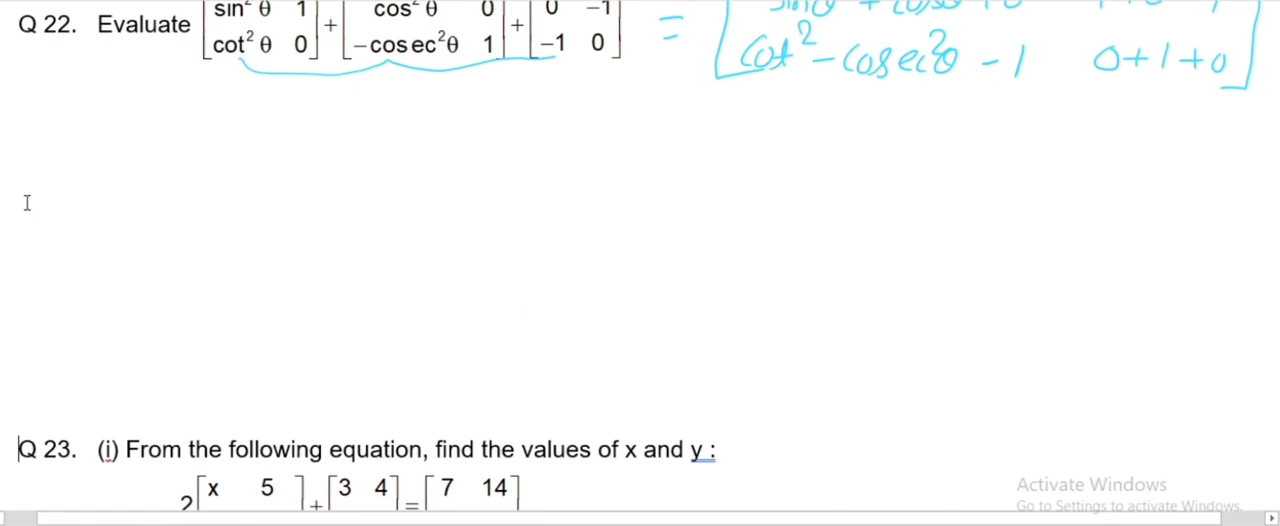 Q 22. Evaluate [sin² θ 1 cot² θ 0] + [cos² θ 0 −cosec²θ 1] + [0 −1 −1 0] =
cot² − cosec²θ − 1 0+1+0
Q 23. (i) From the following equation, find the values of x and y :
2[x 5 ] + [3 4] = [7 14]
Activate Windows
Go to Settings to activate Windows.